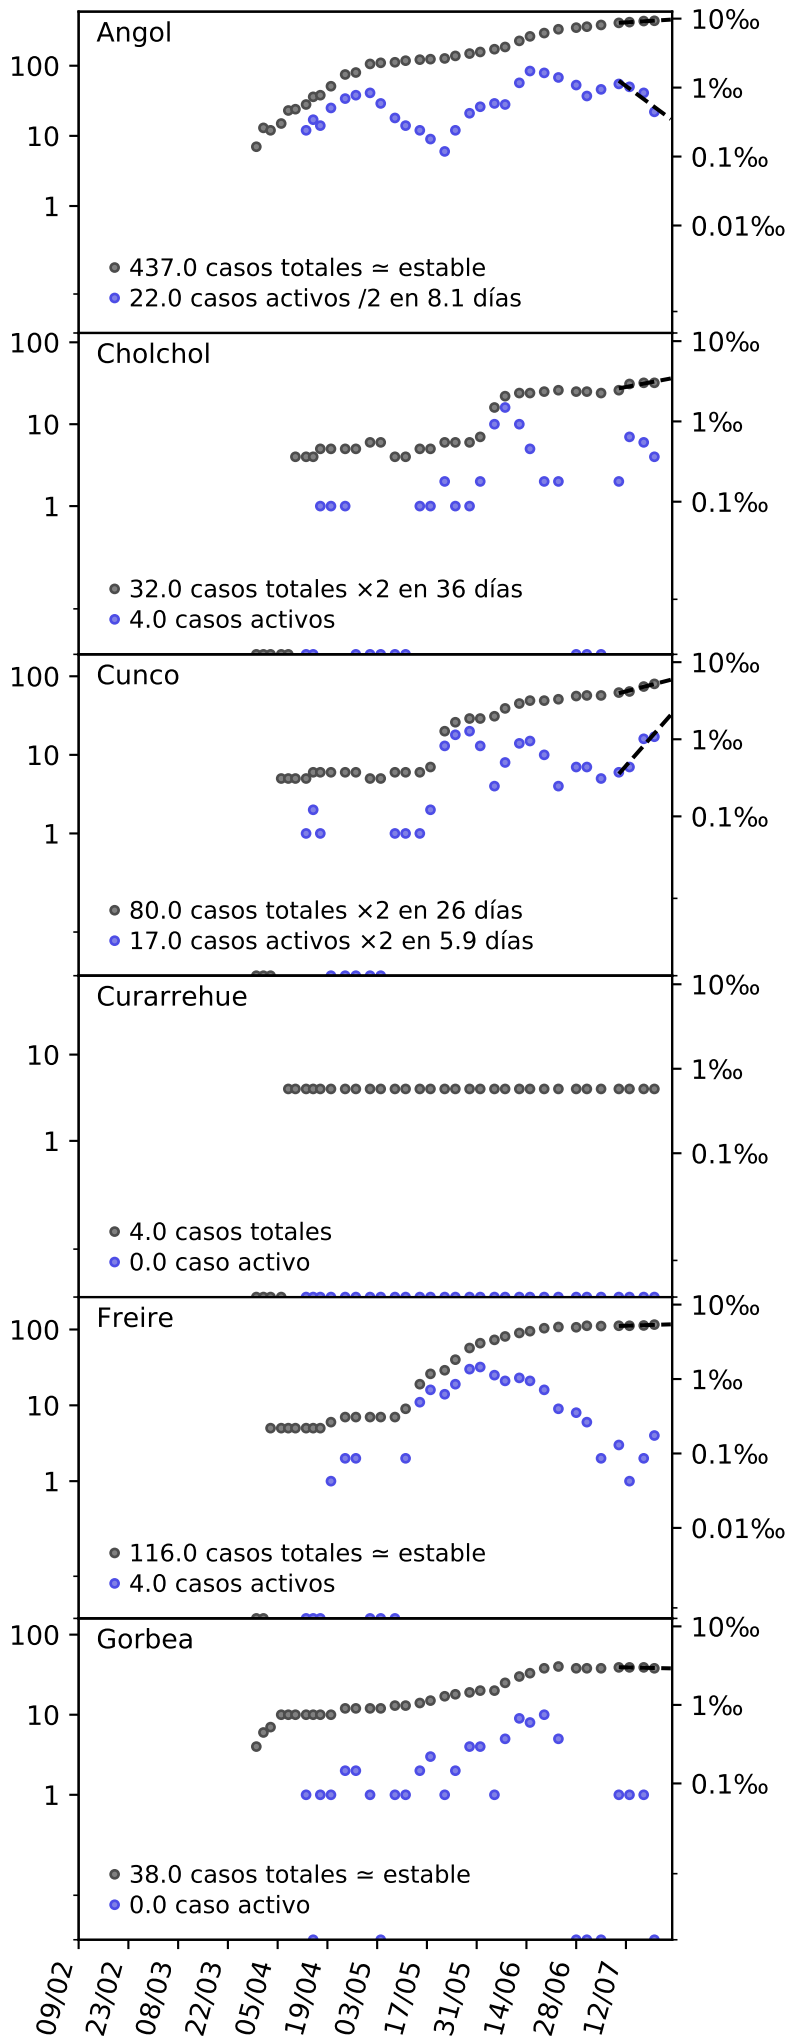 Angol
100
10
1
10‰
1‰
0.1‰
0.01‰
437.0 casos totales ≃ estable
22.0 casos activos /2 en 8.1 días
Cholchol
100
10
1
10‰
1‰
0.1‰
32.0 casos totales ×2 en 36 días
4.0 casos activos
Cunco
100
10
1
10‰
1‰
0.1‰
80.0 casos totales ×2 en 26 días
17.0 casos activos ×2 en 5.9 días
Curarrehue
10
1
10‰
1‰
0.1‰
4.0 casos totales
0.0 caso activo
Freire
100
10
1
10‰
1‰
0.1‰
0.01‰
116.0 casos totales ≃ estable
4.0 casos activos
Gorbea
100
10
1
10‰
1‰
0.1‰
38.0 casos totales ≃ estable
0.0 caso activo
09/02
23/02
08/03
22/03
05/04
19/04
03/05
17/05
31/05
14/06
28/06
12/07